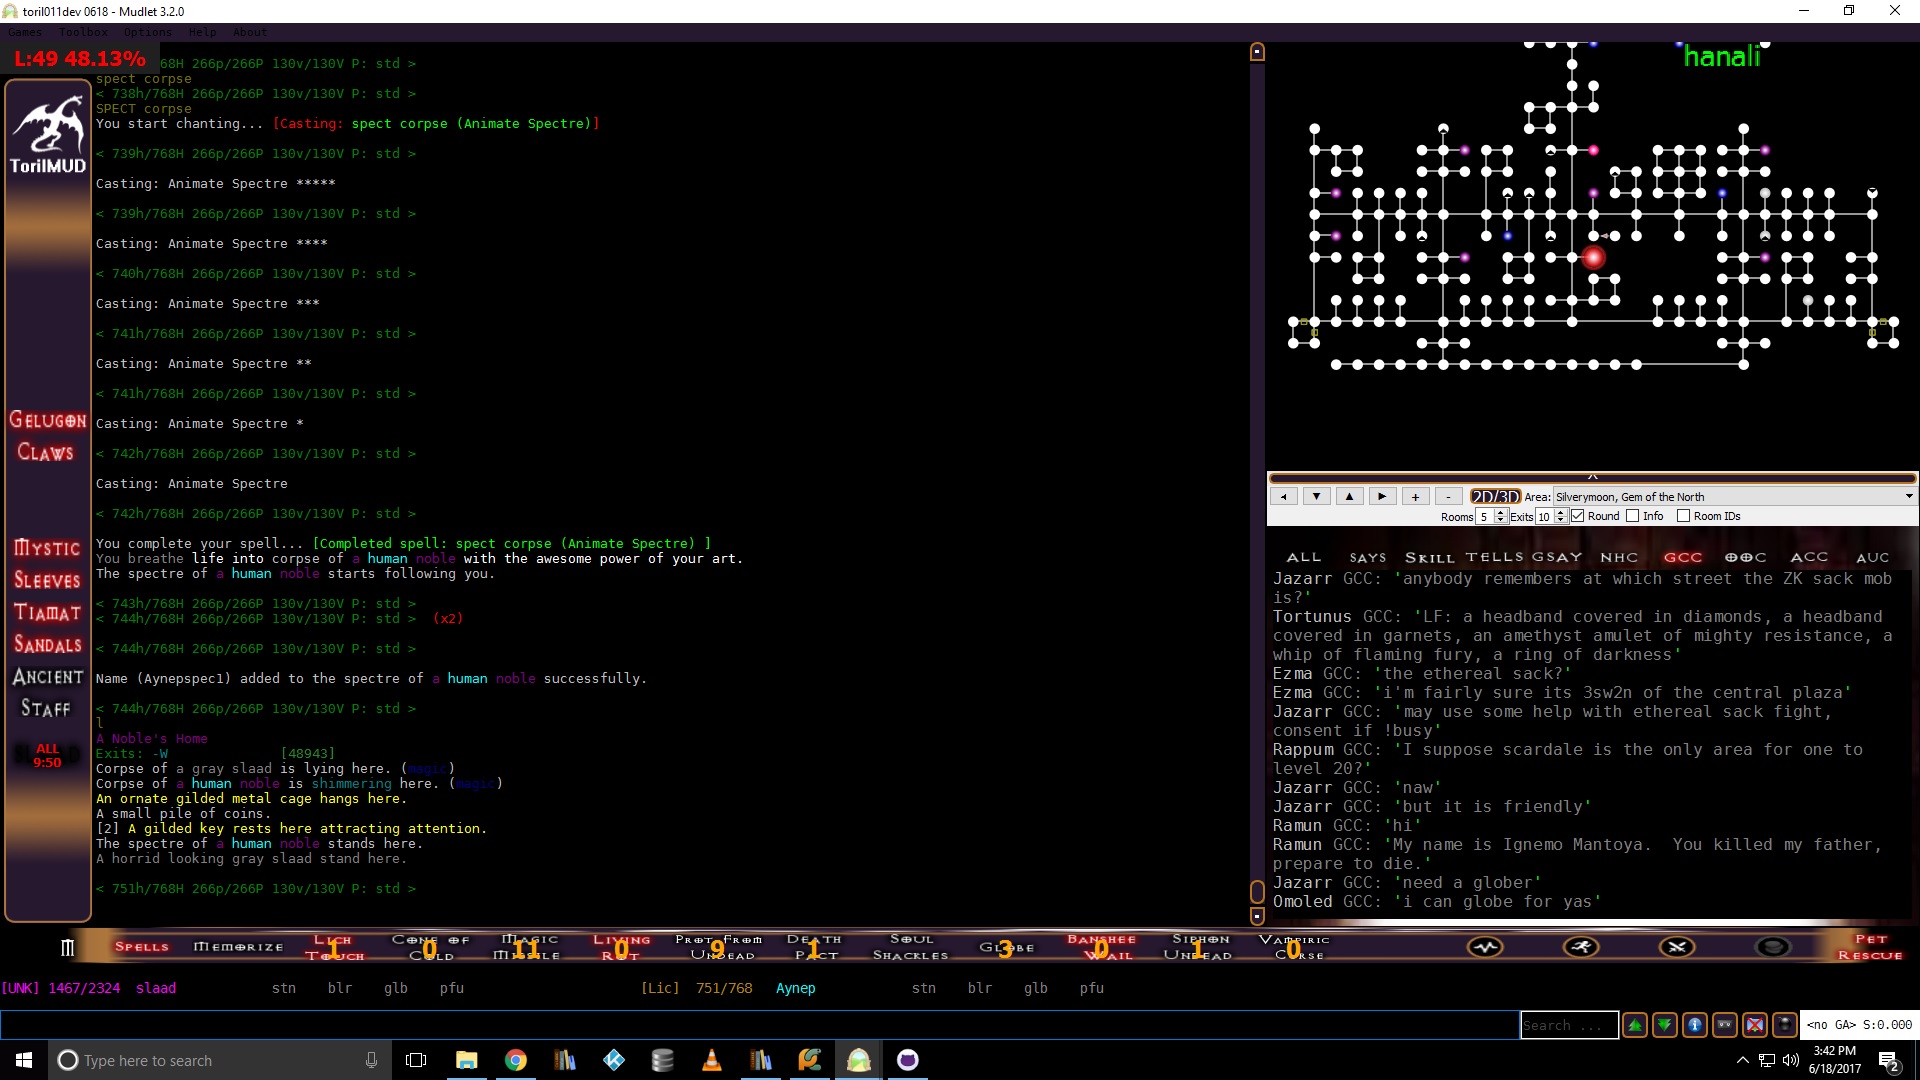 toril011dev 0618 - Mudlet 3.2.0
Games Toolbox Options Help About
L:49 48.13%
68H 266p/266P 130v/130V P: std >
spect corpse
< 738h/768H 266p/266P 130v/130V P: std >
SPECT corpse
You start chanting... [Casting: spect corpse (Animate Spectre)]
< 739h/768H 266p/266P 130v/130V P: std >
Casting: Animate Spectre *****
< 739h/768H 266p/266P 130v/130V P: std >
Casting: Animate Spectre ****
< 740h/768H 266p/266P 130v/130V P: std >
Casting: Animate Spectre ***
< 741h/768H 266p/266P 130v/130V P: std >
Casting: Animate Spectre **
< 741h/768H 266p/266P 130v/130V P: std >
Casting: Animate Spectre *
< 742h/768H 266p/266P 130v/130V P: std >
Casting: Animate Spectre
< 742h/768H 266p/266P 130v/130V P: std >
You complete your spell... [Completed spell: spect corpse (Animate Spectre) ]
You breathe life into corpse of a human noble with the awesome power of your art.
The spectre of a human noble starts following you.
< 743h/768H 266p/266P 130v/130V P: std >
< 744h/768H 266p/266P 130v/130V P: std > (x2)
< 744h/768H 266p/266P 130v/130V P: std >
Name (Aynepspec1) added to the spectre of a human noble successfully.
< 744h/768H 266p/266P 130v/130V P: std >
l
A Noble's Home
Exits: -W [48943]
Corpse of a gray slaad is lying here. (magic)
Corpse of a human noble is shimmering here. (magic)
An ornate gilded metal cage hangs here.
A small pile of coins.
[2] A gilded key rests here attracting attention.
The spectre of a human noble stands here.
A horrid looking gray slaad stand here.
< 751h/768H 266p/266P 130v/130V P: std >
TorilMUD
Gelugon
Claws
Mystic
Sleeves
Tiamat
Sandals
Ancient
Staff
ALL
9:50
hanali
2D/3D Area: Silverymoon, Gem of the North
Rooms 5 Exits 10 Round Info Room IDs
ALL SAYS SKILL TELLS GSAY NHC GCC OOC ACC AUC
Jazarr GCC: 'anybody remembers at which street the ZK sack mob
is?'
Tortunus GCC: 'LF: a headband covered in diamonds, a headband
covered in garnets, an amethyst amulet of mighty resistance, a
whip of flaming fury, a ring of darkness'
Ezma GCC: 'the ethereal sack?'
Ezma GCC: 'i'm fairly sure its 3sw2n of the central plaza'
Jazarr GCC: 'may use some help with ethereal sack fight,
consent if !busy'
Rappum GCC: 'I suppose scardale is the only area for one to
level 20?'
Jazarr GCC: 'naw'
Jazarr GCC: 'but it is friendly'
Ramun GCC: 'hi'
Ramun GCC: 'My name is Ignemo Mantoya.  You killed my father,
prepare to die.'
Jazarr GCC: 'need a glober'
Omoled GCC: 'i can globe for yas'
Spells Memorize Lich Touch 1 Cone of Cold 0 Magic Missile 11 Living Rot 0 Prot From Undead 9 Death Pact 1 Soul Shackles Globe 3 Banshee Wail 0 Siphon Undead 1 Vampiric Curse 0 Pet Rescue
[UNK] 1467/2324 slaad stn blr glb pfu [Lic] 751/768 Aynep stn blr glb pfu
Search ...
<no GA> S:0.000
Type here to search
3:42 PM
6/18/2017
2